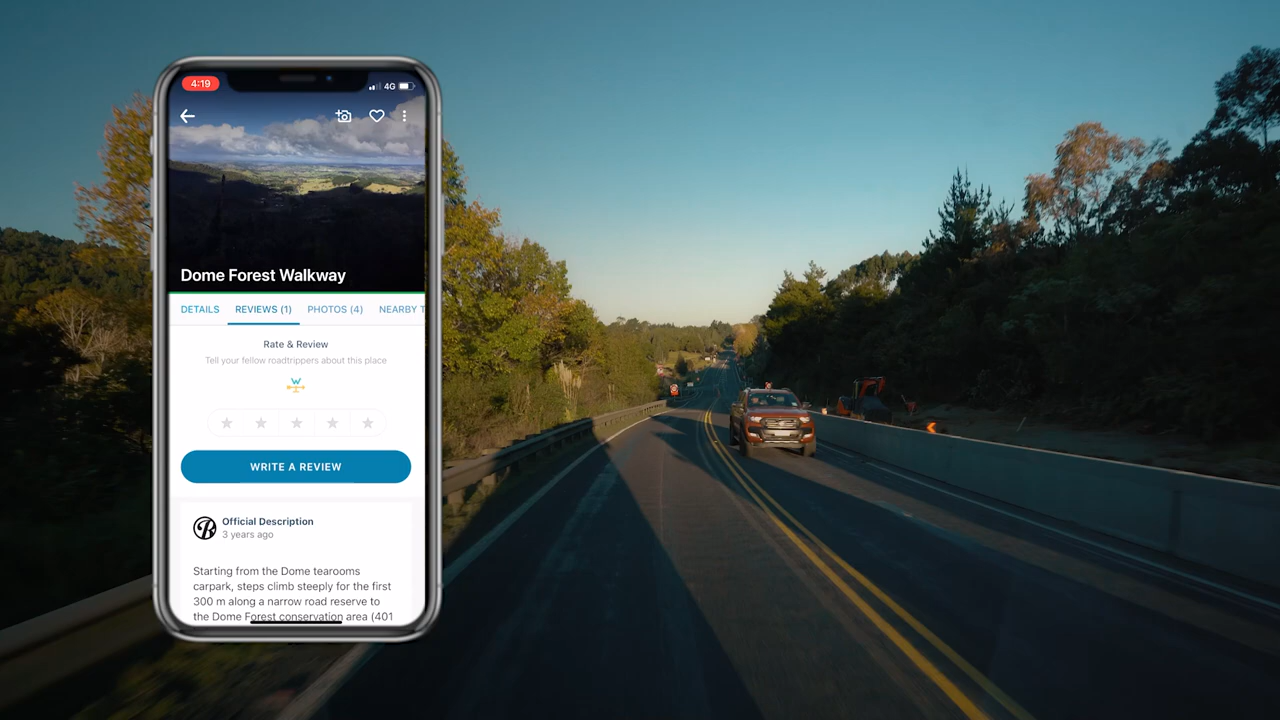 4:19
4G
Dome Forest Walkway
DETAILS
REVIEWS (1)
PHOTOS (4)
NEARBY T
Rate & Review
Tell your fellow roadtrippers about this place
W
WRITE A REVIEW
B
Official Description
3 years ago
Starting from the Dome tearooms
carpark, steps climb steeply for the first
300 m along a narrow road reserve to
the Dome Forest conservation area (401